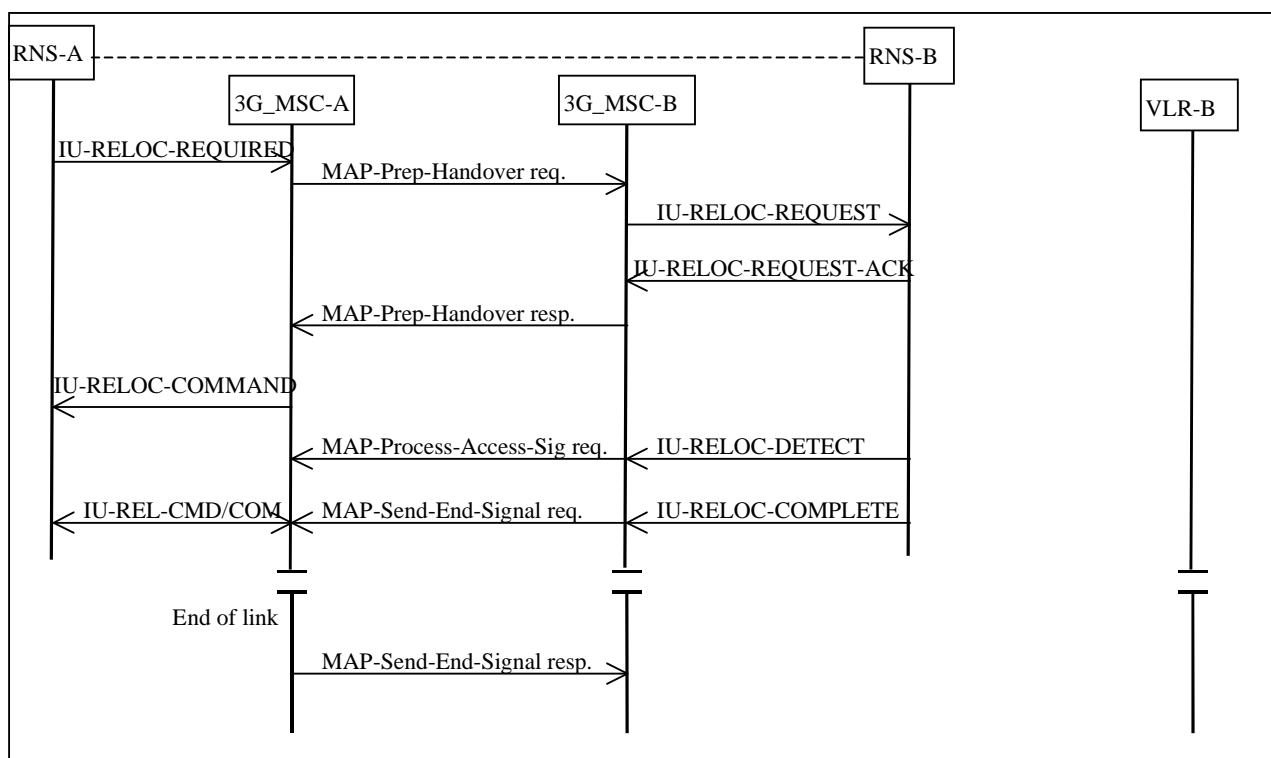 RNS-A
RNS-B
3G_MSC-A
3G_MSC-B
VLR-B
IU-RELOC-REQUIRED
MAP-Prep-Handover req.
IU-RELOC-REQUEST
IU-RELOC-REQUEST-ACK
MAP-Prep-Handover resp.
IU-RELOC-COMMAND
MAP-Process-Access-Sig req.
IU-RELOC-DETECT
IU-REL-CMD/COM
MAP-Send-End-Signal req.
IU-RELOC-COMPLETE
End of link
MAP-Send-End-Signal resp.